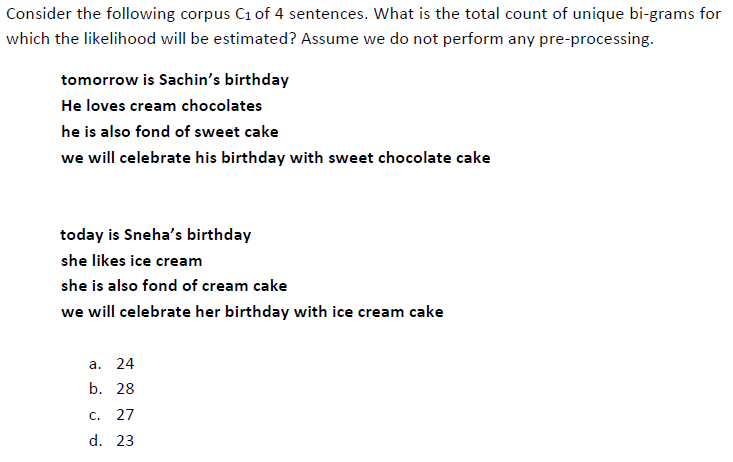 Consider the following corpus C1 of 4 sentences. What is the total count of unique bi-grams for
which the likelihood will be estimated? Assume we do not perform any pre-processing.
tomorrow is Sachin’s birthday
He loves cream chocolates
he is also fond of sweet cake
we will celebrate his birthday with sweet chocolate cake
today is Sneha’s birthday
she likes ice cream
she is also fond of cream cake
we will celebrate her birthday with ice cream cake
a. 24
b. 28
c. 27
d. 23